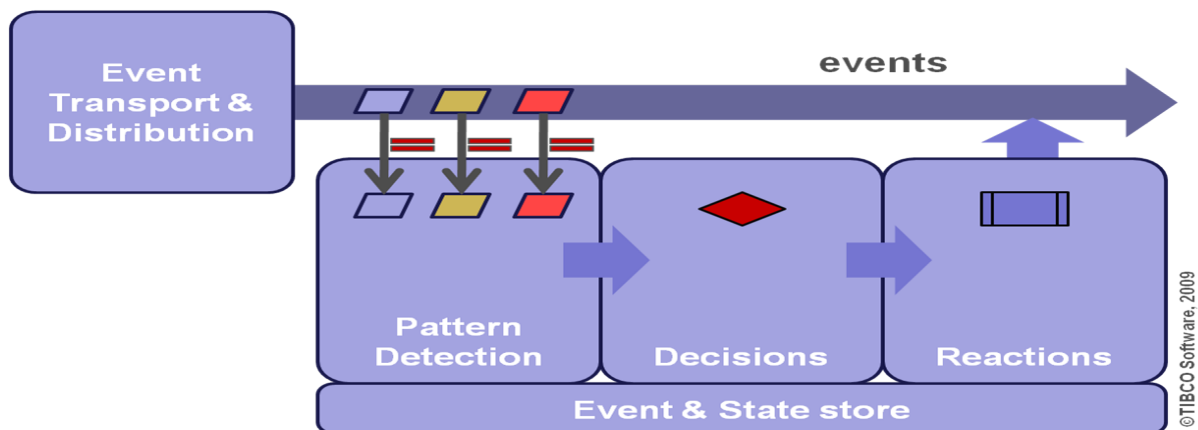 Event
Transport &
Distribution
events
Pattern
Detection
Decisions
Reactions
Event & State store
©TIBCO Software, 2009